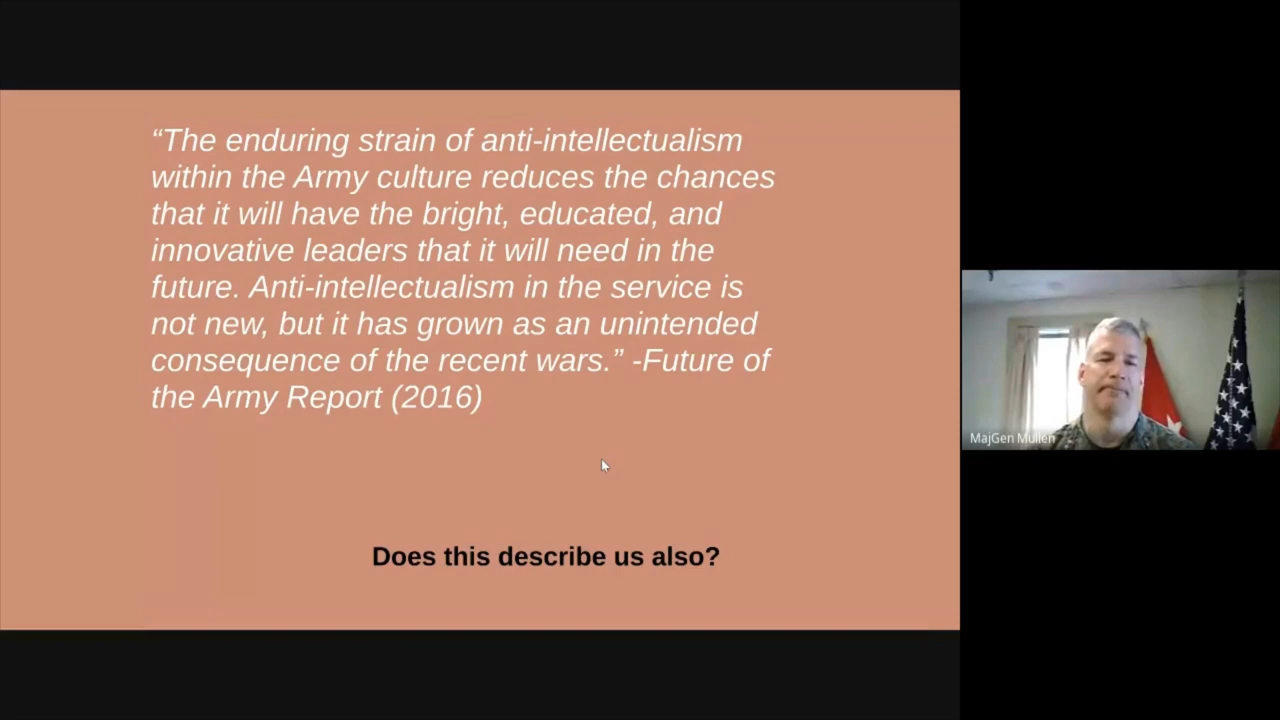 “The enduring strain of anti-intellectualism
within the Army culture reduces the chances
that it will have the bright, educated, and
innovative leaders that it will need in the
future. Anti-intellectualism in the service is
not new, but it has grown as an unintended
consequence of the recent wars.” -Future of
the Army Report (2016)
Does this describe us also?
MajGen Mullen